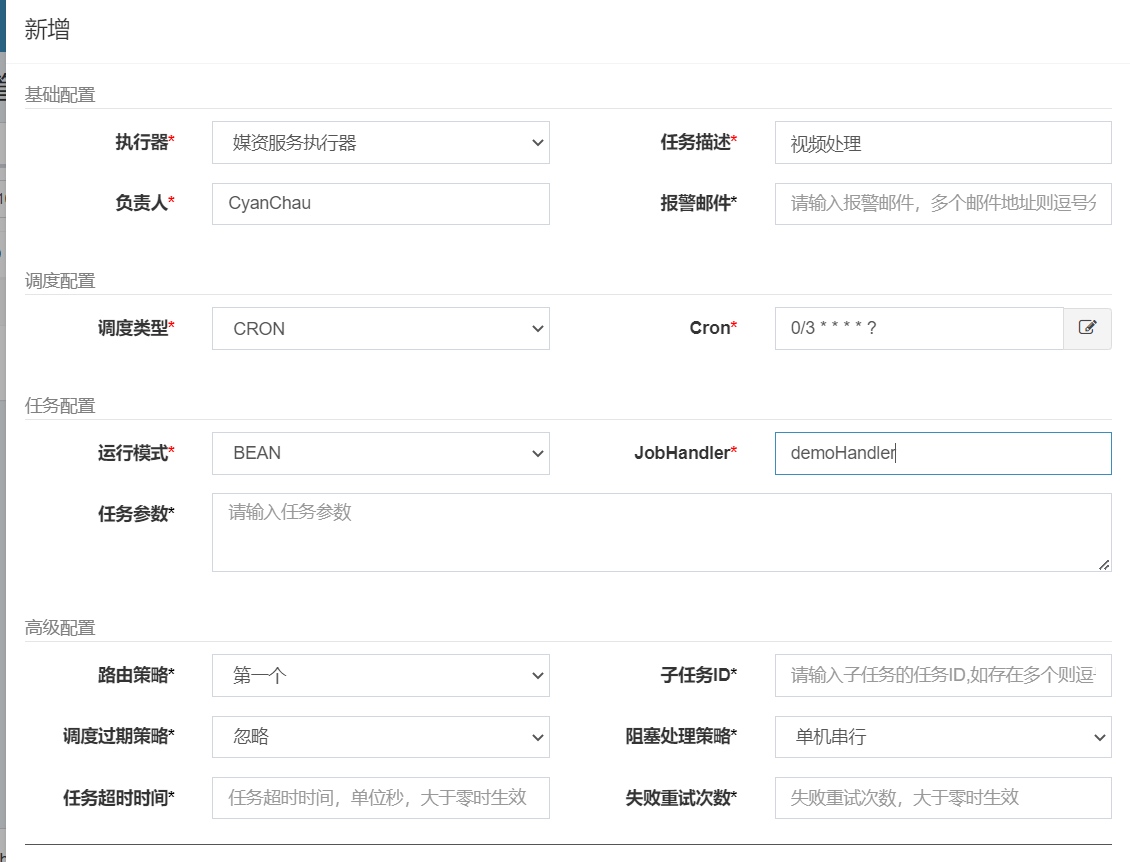 新增
基础配置
执行器* 媒资服务执行器 任务描述* 视频处理
负责人* CyanChau 报警邮件* 请输入报警邮件，多个邮件地址则逗号分
调度配置
调度类型* CRON Cron* 0/3 * * * * ?
任务配置
运行模式* BEAN JobHandler* demoHandler
任务参数* 请输入任务参数
高级配置
路由策略* 第一个 子任务ID* 请输入子任务的任务ID,如存在多个则逗
调度过期策略* 忽略 阻塞处理策略* 单机串行
任务超时时间* 任务超时时间，单位秒，大于零时生效 失败重试次数* 失败重试次数，大于零时生效